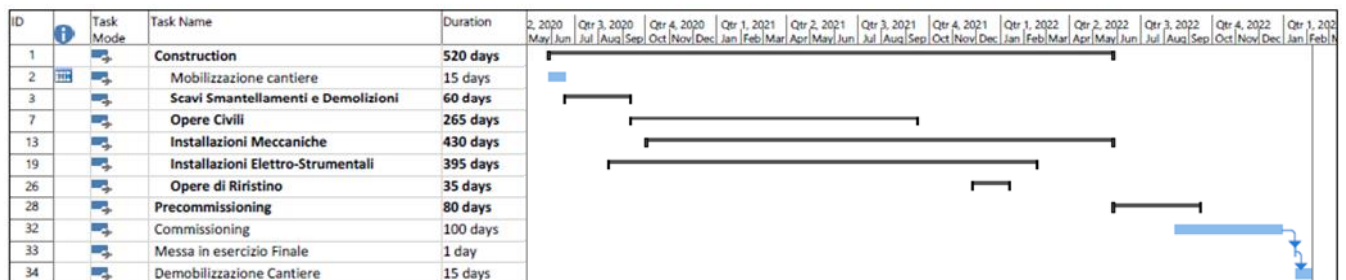 ID Task Mode Task Name Duration 2, 2020 Qtr 3, 2020 Qtr 4, 2020 Qtr 1, 2021 Qtr 2, 2021 Qtr 3, 2021 Qtr 4, 2021 Qtr 1, 2022 Qtr 2, 2022 Qtr 3, 2022 Qtr 4, 2022 Qtr 1, 202
May Jun Jul Aug Sep Oct Nov Dec Jan Feb Mar Apr May Jun Jul Aug Sep Oct Nov Dec Jan Feb Mar Apr May Jun Jul Aug Sep Oct Nov Dec Jan Feb M
1 Construction 520 days
2 Mobilizzazione cantiere 15 days
3 Scavi Smantellamenti e Demolizioni 60 days
7 Opere Civili 265 days
13 Installazioni Meccaniche 430 days
19 Installazioni Elettro-Strumentali 395 days
26 Opere di Riristino 35 days
28 Precommissioning 80 days
32 Commissioning 100 days
33 Messa in esercizio Finale 1 day
34 Demobilizzazione Cantiere 15 days